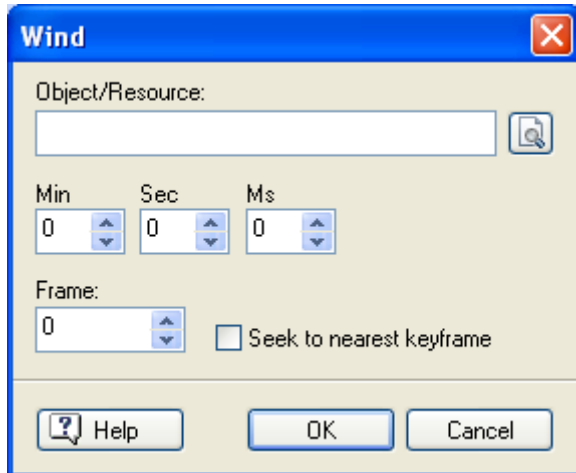 Wind
Object/Resource:
Min Sec Ms
0 0 0
Frame:
0
Seek to nearest keyframe
Help OK Cancel